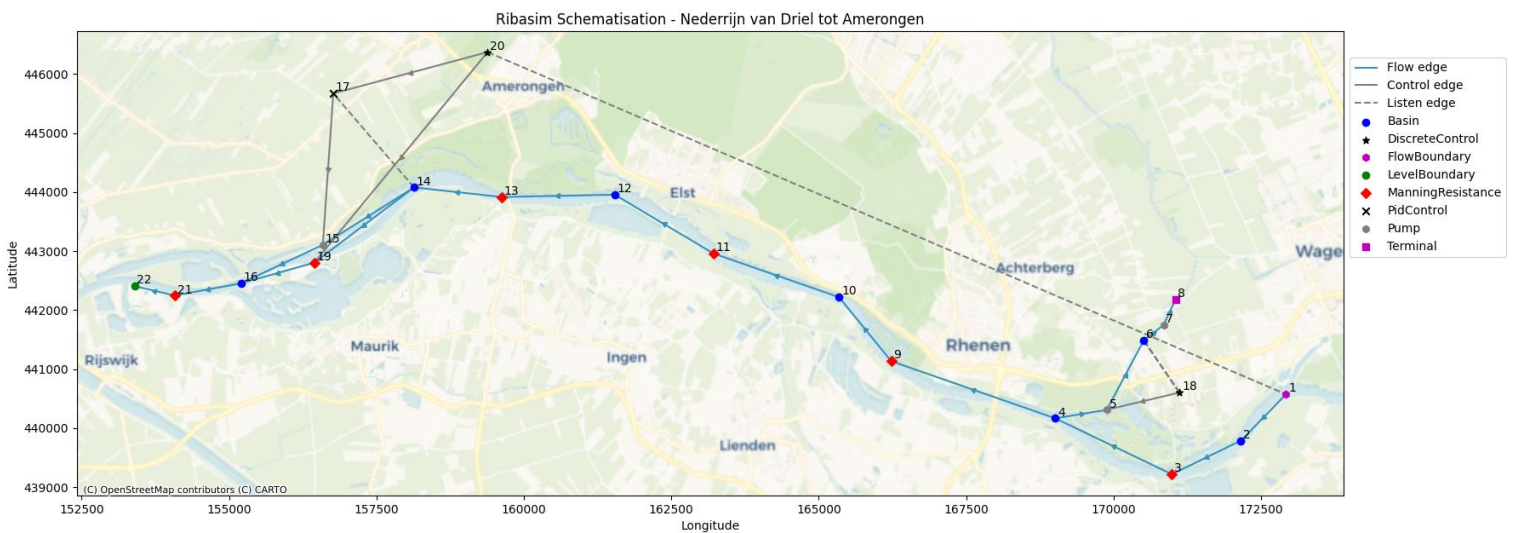 Ribasim Schematisation - Nederrijn van Driel tot Amerongen
446000
445000
444000
443000
442000
441000
440000
439000
Latitude
152500
155000
157500
160000
162500
165000
167500
170000
172500
Longitude
20
17
Amerongen
14
13
12
Elst
15
19
11
Wage
Achterberg
22
21
16
10
8
7
6
Rijswijk
Maurik
Ingen
9
Rhenen
18
1
4
5
2
Lienden
3
(C) OpenStreetMap contributors (C) CARTO
Flow edge
Control edge
Listen edge
Basin
DiscreteControl
FlowBoundary
LevelBoundary
ManningResistance
PidControl
Pump
Terminal